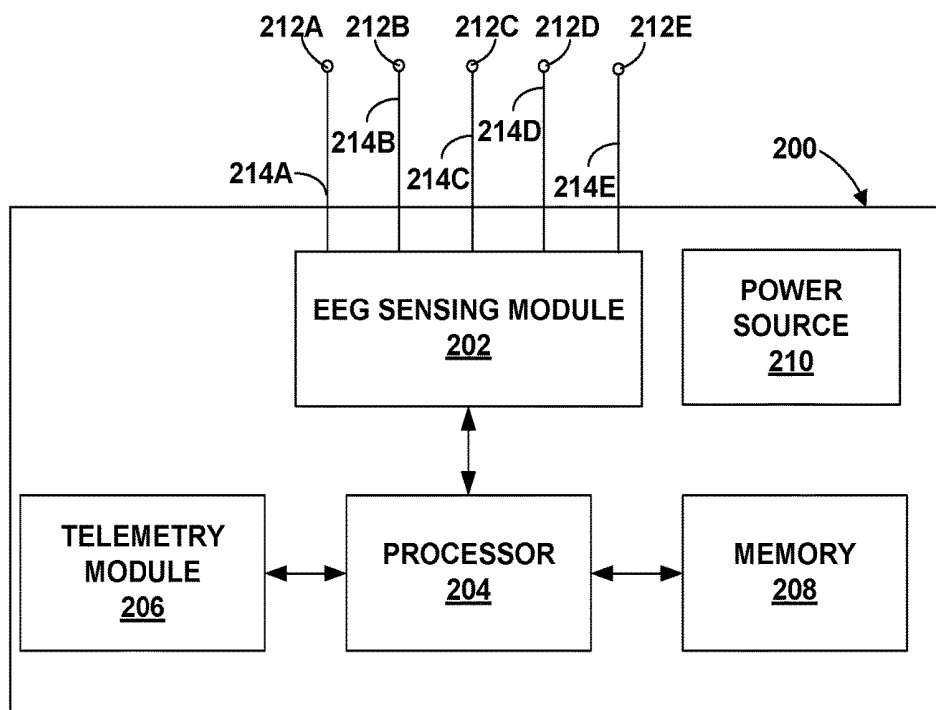 212A 212B 212C 212D 212E
214B
214D
200
214A
214C
214E
EEG SENSING MODULE
202
POWER
SOURCE
210
TELEMETRY
MODULE
206
PROCESSOR
204
MEMORY
208